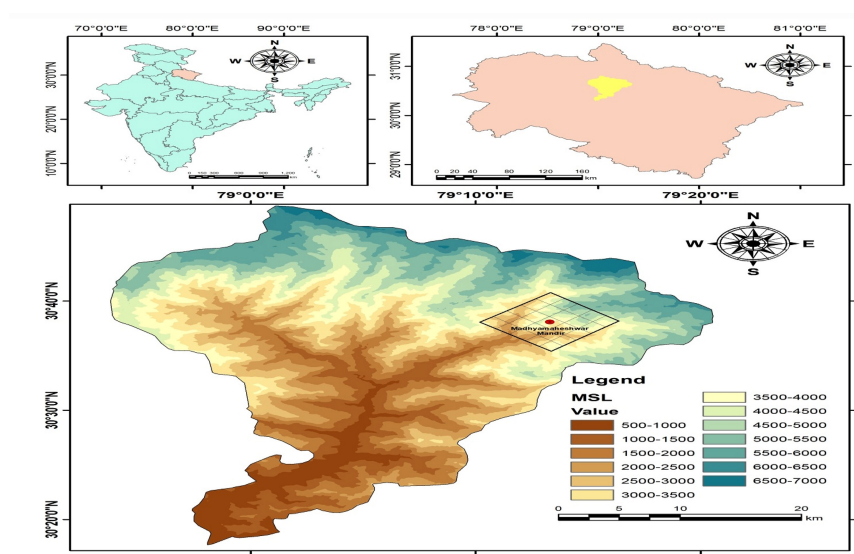 70°0'0"E 80°0'0"E 90°0'0"E
N
W E
S
30°0'0"N
20°0'0"N
10°0'0"N
km
78°0'0"E 79°0'0"E 80°0'0"E 81°0'0"E
N
W E
S
31°0'0"N
30°0'0"N
29°0'0"N
0 20 40 80 120 160
km
79°0'0"E 79°10'0"E 79°20'0"E
N
W E
S
30°40'0"N
30°30'0"N
30°20'0"N
Madhyamaheshwar
Mandir
Legend
MSL
Value
500-1000
1000-1500
1500-2000
2000-2500
2500-3000
3000-3500
3500-4000
4000-4500
4500-5000
5000-5500
5500-6000
6000-6500
6500-7000
0 5 10 20
km